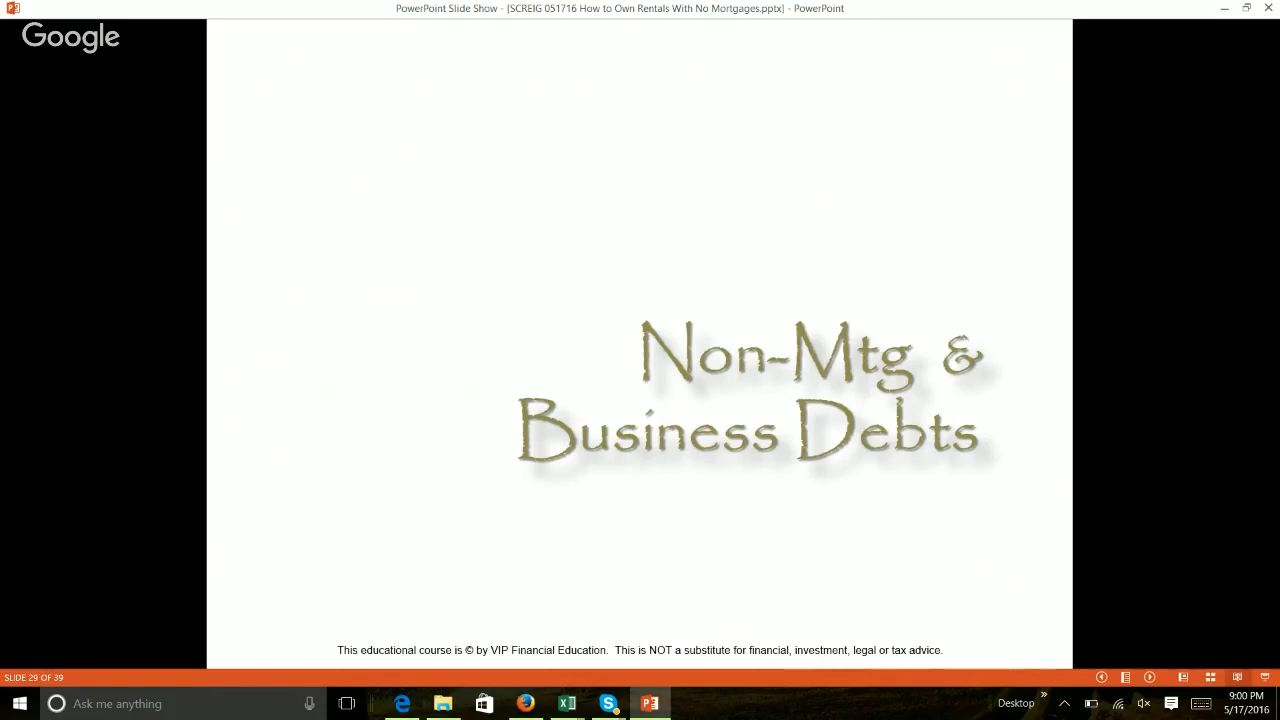 PowerPoint Slide Show - [SCREIG 051716 How to Own Rentals With No Mortgages.pptx] - PowerPoint
Google
Non-Mtg &
Business Debts
This educational course is © by VIP Financial Education. This is NOT a substitute for financial, investment, legal or tax advice.
SLIDE 29 OF 39
Ask me anything
Desktop
9:00 PM
5/17/2016